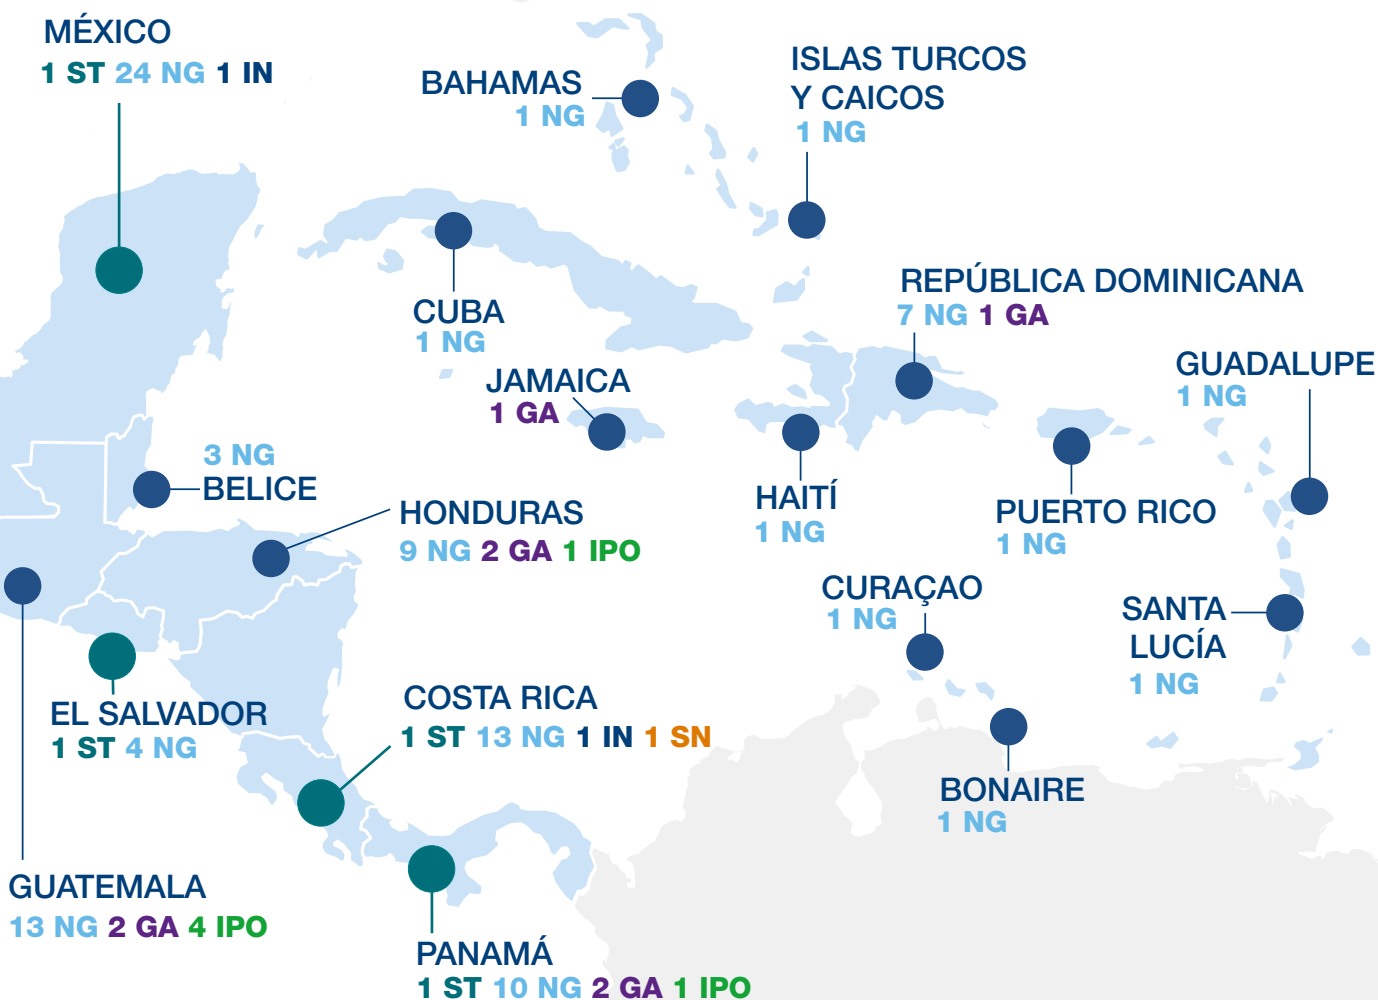 MÉXICO
1 ST 24 NG 1 IN
BAHAMAS
1 NG
ISLAS TURCOS
Y CAICOS
1 NG
CUBA
1 NG
REPÚBLICA DOMINICANA
7 NG 1 GA
JAMAICA
1 GA
GUADALUPE
1 NG
3 NG
BELICE
HAITÍ
1 NG
PUERTO RICO
1 NG
HONDURAS
9 NG 2 GA 1 IPO
CURAÇAO
1 NG
SANTA
LUCÍA
1 NG
EL SALVADOR
1 ST 4 NG
COSTA RICA
1 ST 13 NG 1 IN 1 SN
BONAIRE
1 NG
GUATEMALA
13 NG 2 GA 4 IPO
PANAMÁ
1 ST 10 NG 2 GA 1 IPO